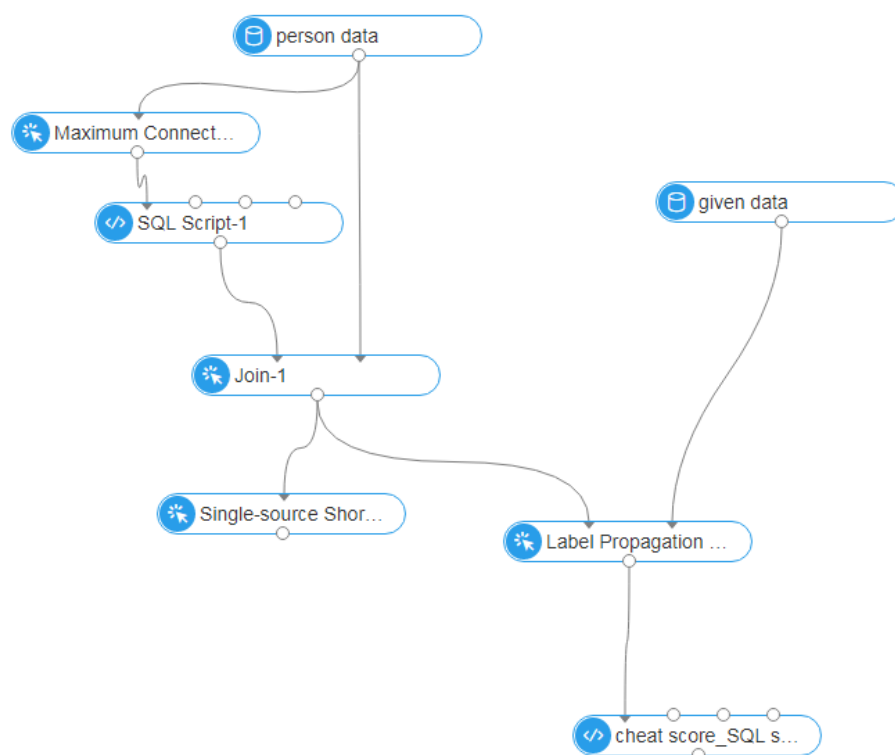 person data
Maximum Connect...
SQL Script-1
given data
Join-1
Single-source Shor...
Label Propagation ...
cheat score_SQL s...